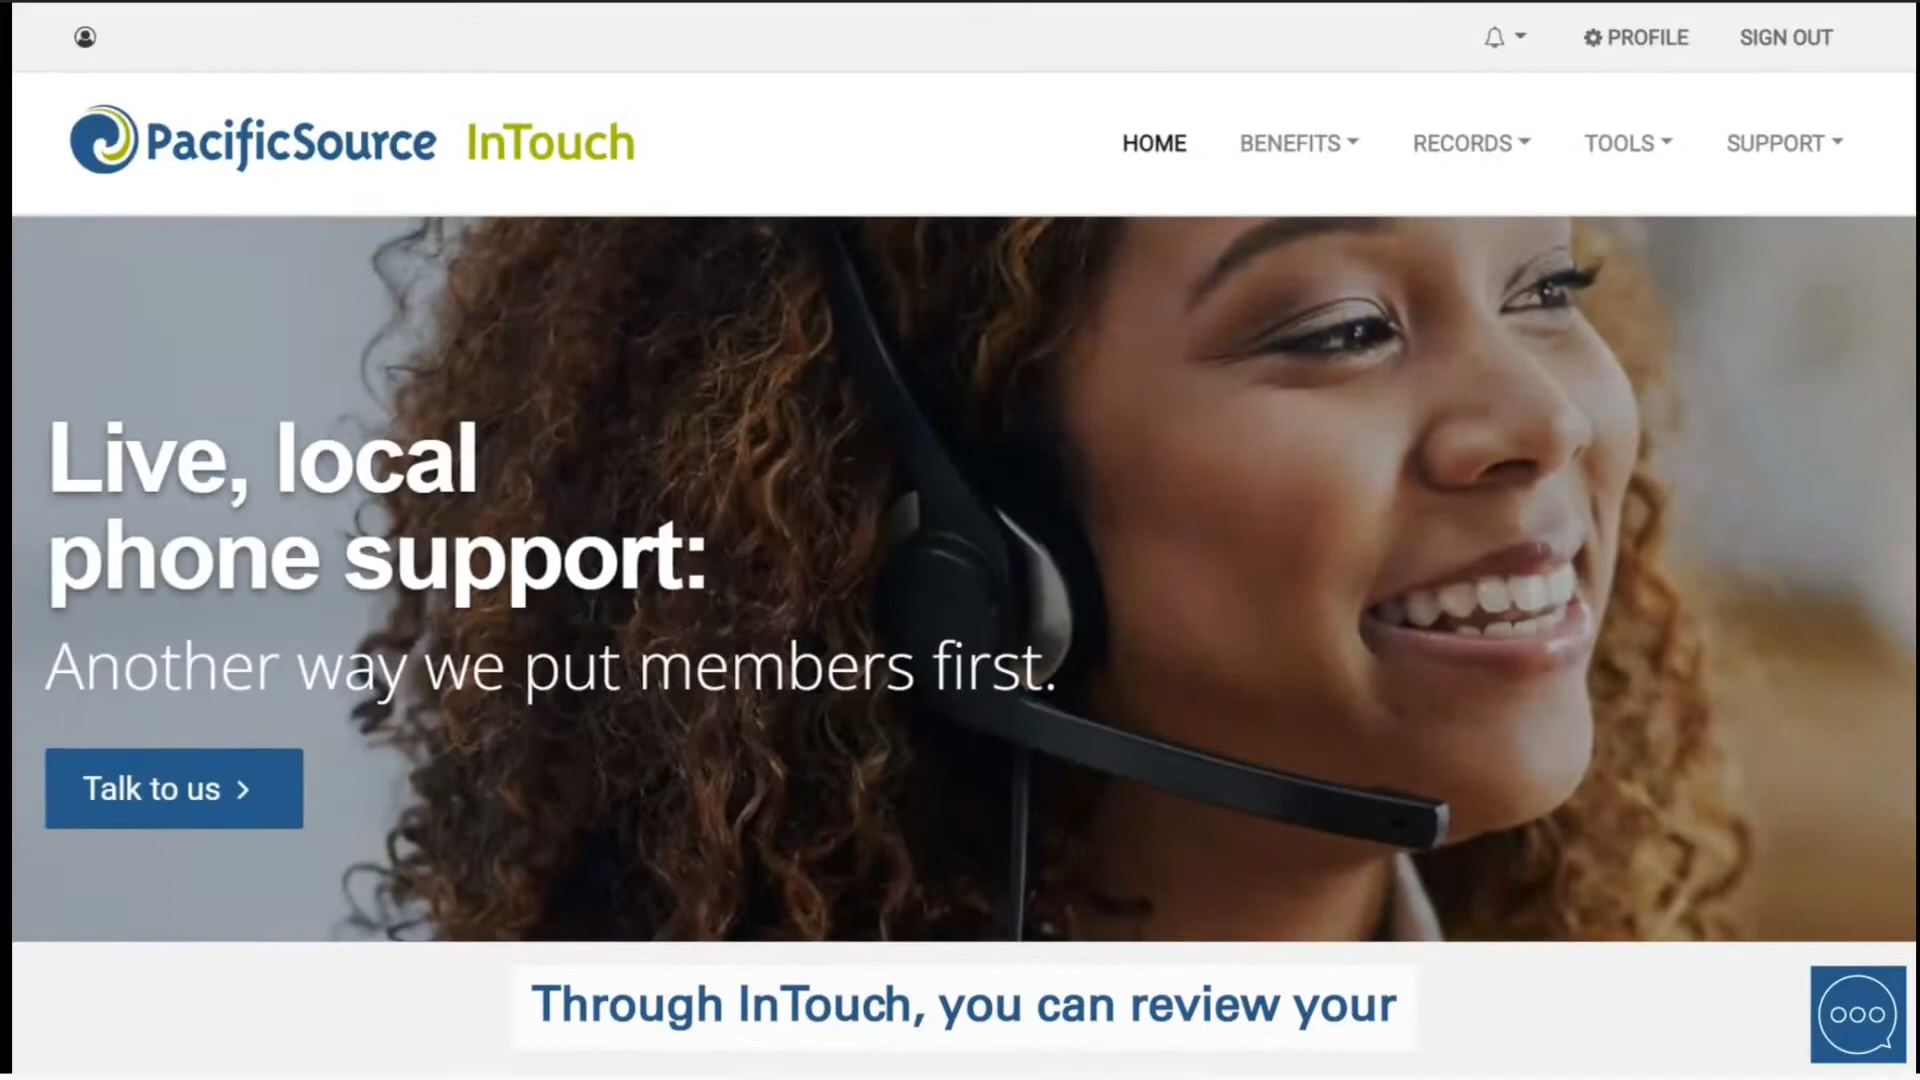 PROFILE SIGN OUT
PacificSource InTouch
HOME BENEFITS RECORDS TOOLS SUPPORT
Live, local
phone support:
Another way we put members first.
Talk to us
Through InTouch, you can review your